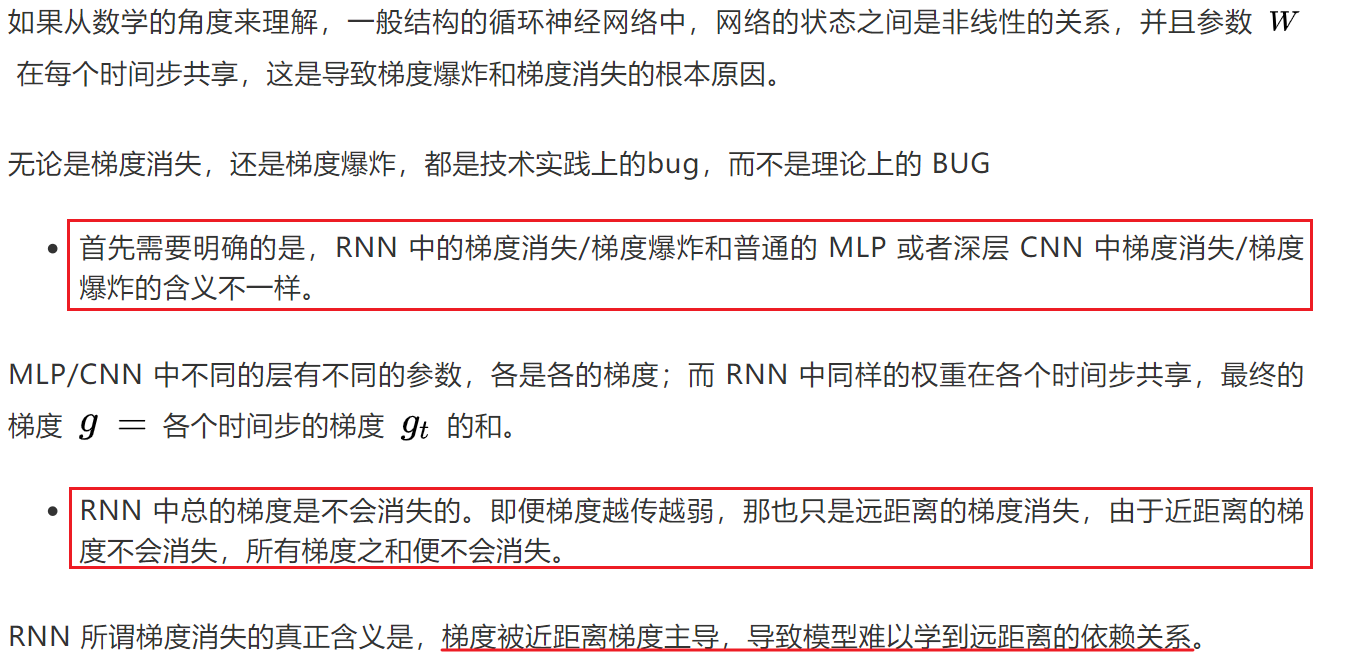 如果从数学的角度来理解，一般结构的循环神经网络中，网络的状态之间是非线性的关系，并且参数 W
在每个时间步共享，这是导致梯度爆炸和梯度消失的根本原因。
无论是梯度消失，还是梯度爆炸，都是技术实践上的bug，而不是理论上的 BUG
• 首先需要明确的是，RNN 中的梯度消失/梯度爆炸和普通的 MLP 或者深层 CNN 中梯度消失/梯度
爆炸的含义不一样。
MLP/CNN 中不同的层有不同的参数，各是各的梯度；而 RNN 中同样的权重在各个时间步共享，最终的
梯度 g = 各个时间步的梯度 gₜ 的和。
• RNN 中总的梯度是不会消失的。即便梯度越传越弱，那也只是远距离的梯度消失，由于近距离的梯
度不会消失，所有梯度之和便不会消失。
RNN 所谓梯度消失的真正含义是，梯度被近距离梯度主导，导致模型难以学到远距离的依赖关系。